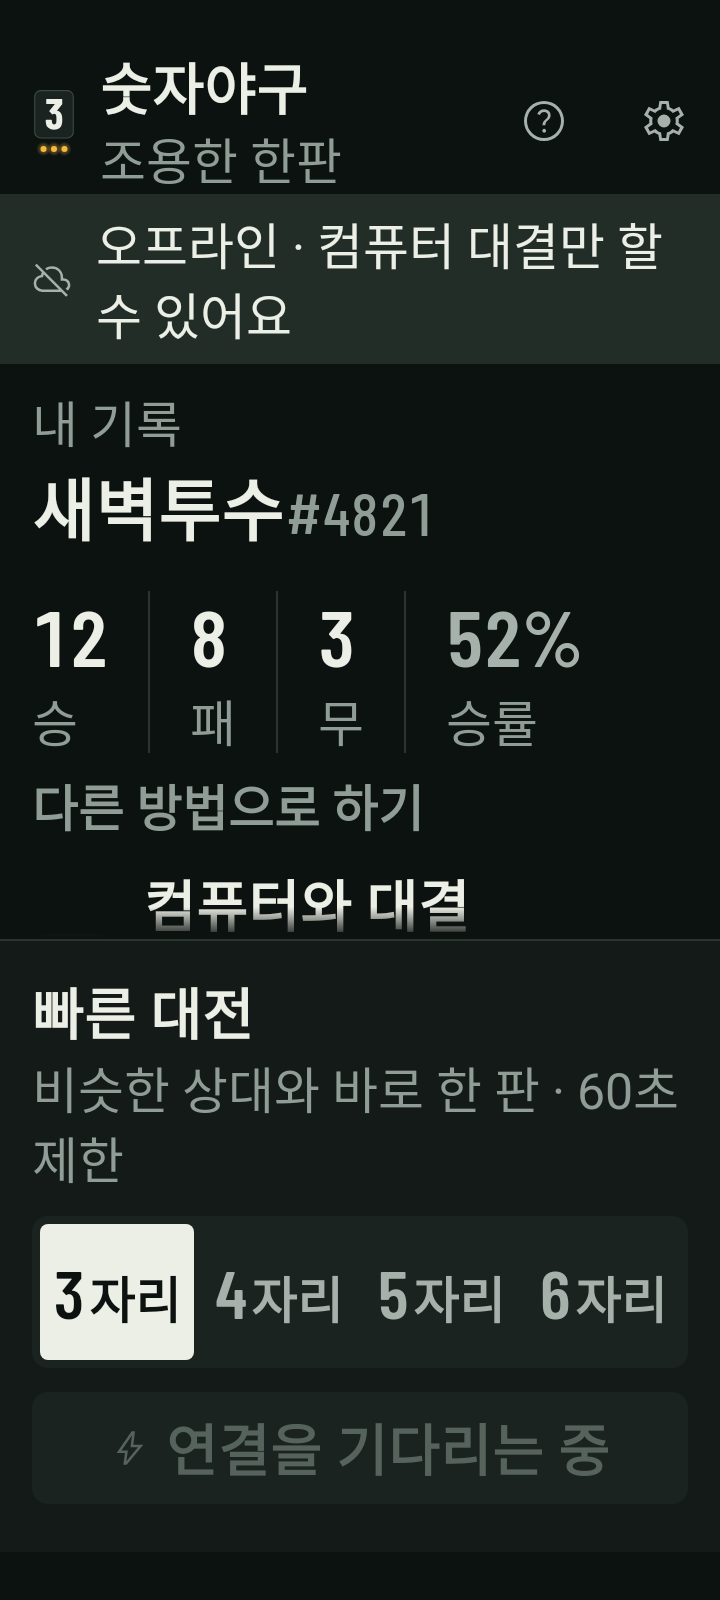 3
숫자야구
조용한 한판
오프라인 · 컴퓨터 대결만 할
수 있어요
내 기록
새벽투수#4821
12 8 3 52%
승 패 무 승률
다른 방법으로 하기
컴퓨터와 대결
빠른 대전
비슷한 상대와 바로 한 판 · 60초
제한
3자리 4자리 5자리 6자리
연결을 기다리는 중